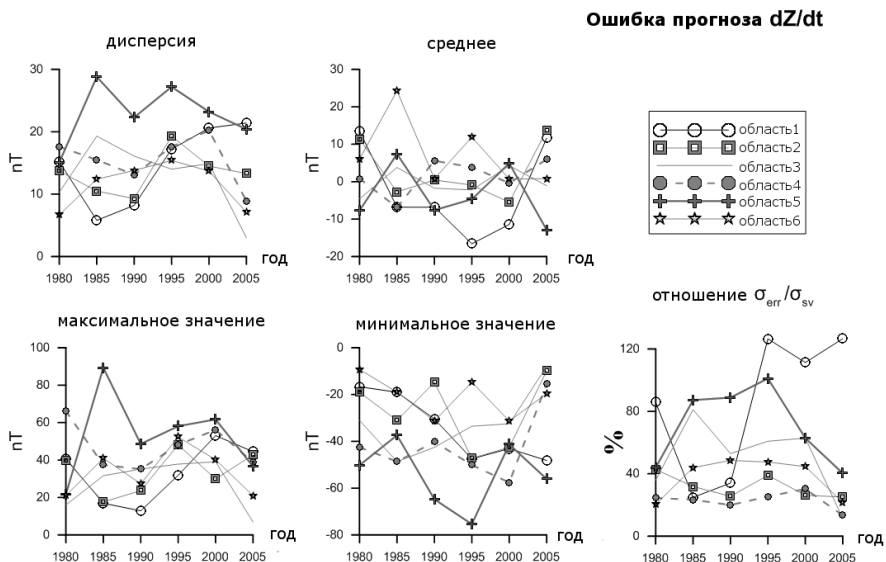 Ошибка прогноза dZ/dt
дисперсия
среднее
30
20
10
0
nT
1980 1985 1990 1995 2000 2005
год
30
20
10
0
-10
-20
nT
1980 1985 1990 1995 2000 2005
год
область1
область2
область3
область4
область5
область6
максимальное значение
минимальное значение
отношение σerr/σsv
100
80
60
40
20
0
nT
1980 1985 1990 1995 2000 2005
год
0
-20
-40
-60
-80
nT
1980 1985 1990 1995 2000 2005
год
120
80
40
0
%
1980 1985 1990 1995 2000 2005
год